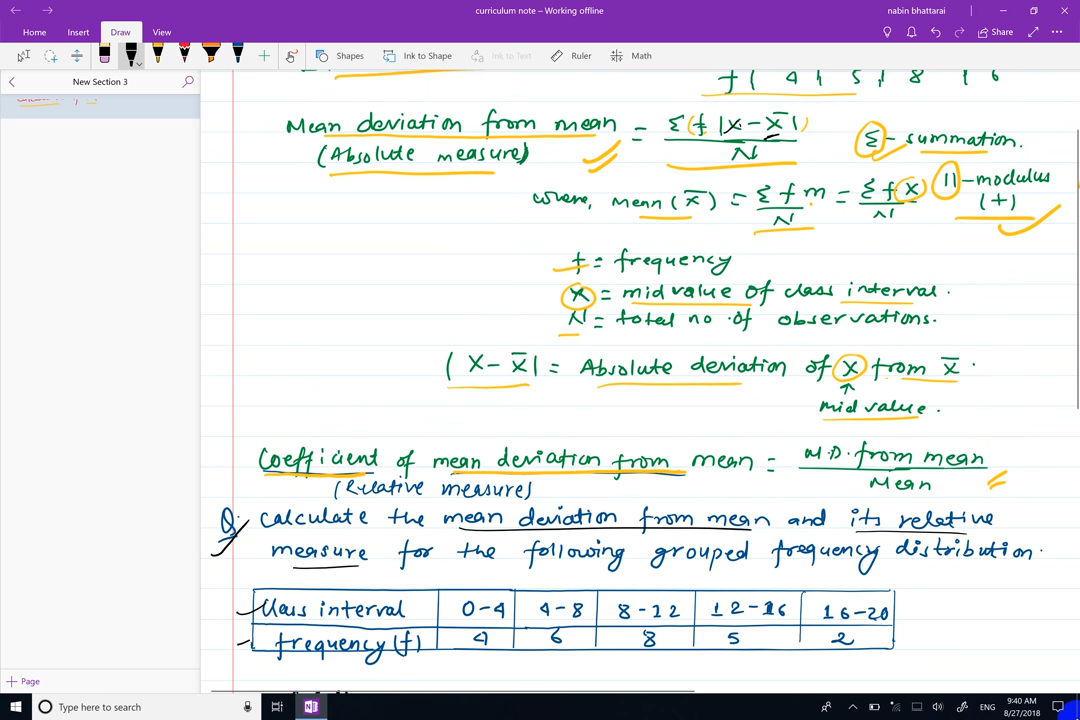 curriculum note – Working offline
nabin bhattarai
Home Insert Draw View
Share
Shapes Ink to Shape Ink to Text Ruler Math
New Section 3
f | 4 | 5 | 8 | 6
Mean deviation from mean = Σ(f |X − X̄|) / N
Σ - summation.
(Absolute measure)
where, Mean (x̄) = Σfm / N = Σfx / N
|| - modulus
(+)
f = frequency
X = mid value of class interval.
N = total no. of observations.
|X − X̄| = Absolute deviation of X from X̄.
mid value.
Coefficient of mean deviation from mean = M.D. from mean / Mean
(Relative measure)
Q. Calculate the mean deviation from mean and its relative
measure for the following grouped frequency distribution.
Class interval 0-4 4-8 8-12 12-16 16-20
frequency (f) 4 6 8 5 2
+ Page
Type here to search
ENG
9:40 AM
8/27/2018